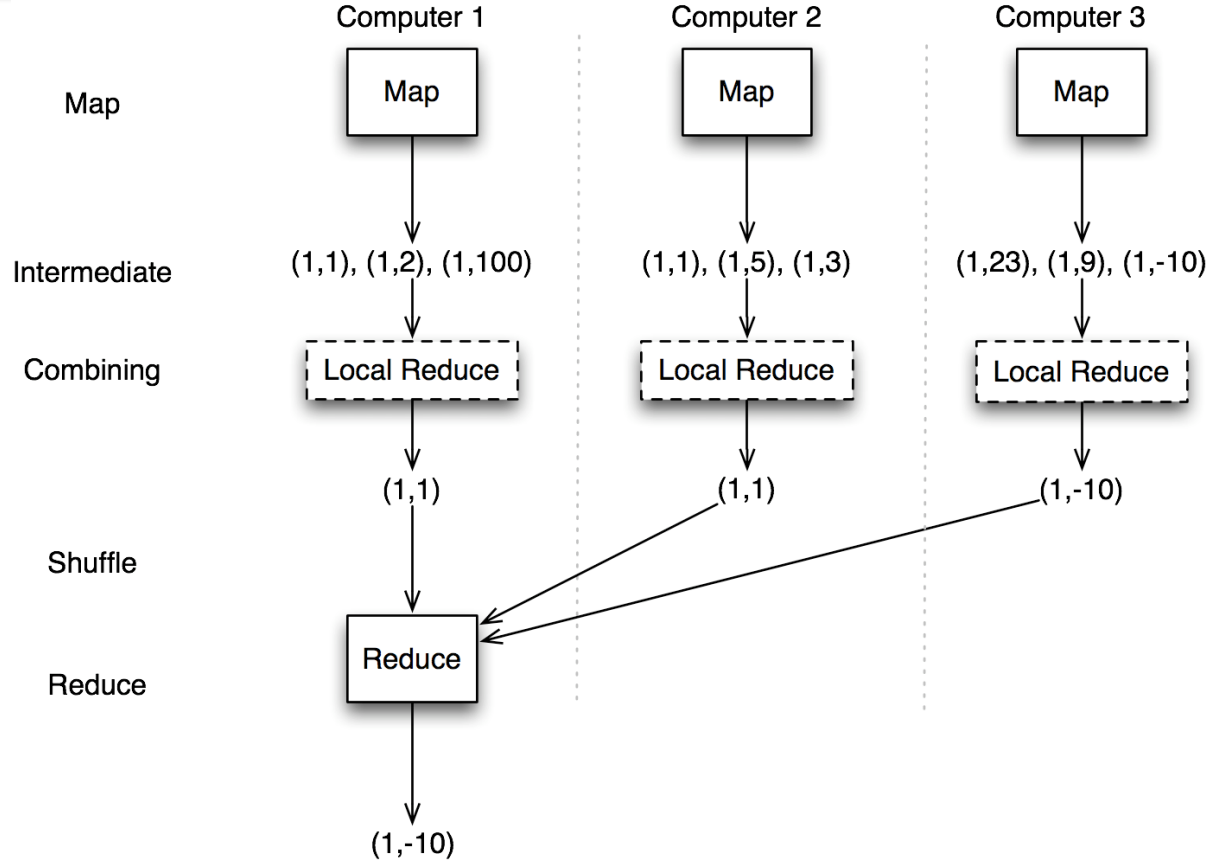 Computer 1 Computer 2 Computer 3
Map Map Map Map
Intermediate (1,1), (1,2), (1,100) (1,1), (1,5), (1,3) (1,23), (1,9), (1,-10)
Combining Local Reduce Local Reduce Local Reduce
(1,1) (1,1) (1,-10)
Shuffle
Reduce
Reduce
(1,-10)